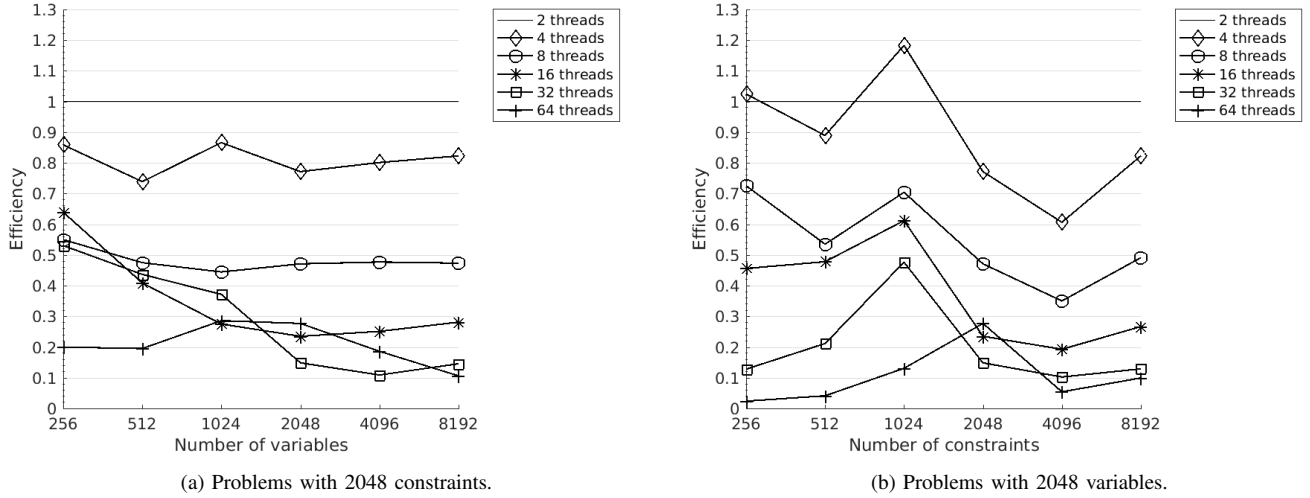 1.3
1.2
1.1
1
0.9
0.8
0.7
0.6
0.5
0.4
0.3
0.2
0.1
0
Efficiency
256 512 1024 2048 4096 8192
Number of variables
2 threads
4 threads
8 threads
16 threads
32 threads
64 threads
(a) Problems with 2048 constraints.
1.3
1.2
1.1
1
0.9
0.8
0.7
0.6
0.5
0.4
0.3
0.2
0.1
0
Efficiency
256 512 1024 2048 4096 8192
Number of constraints
2 threads
4 threads
8 threads
16 threads
32 threads
64 threads
(b) Problems with 2048 variables.